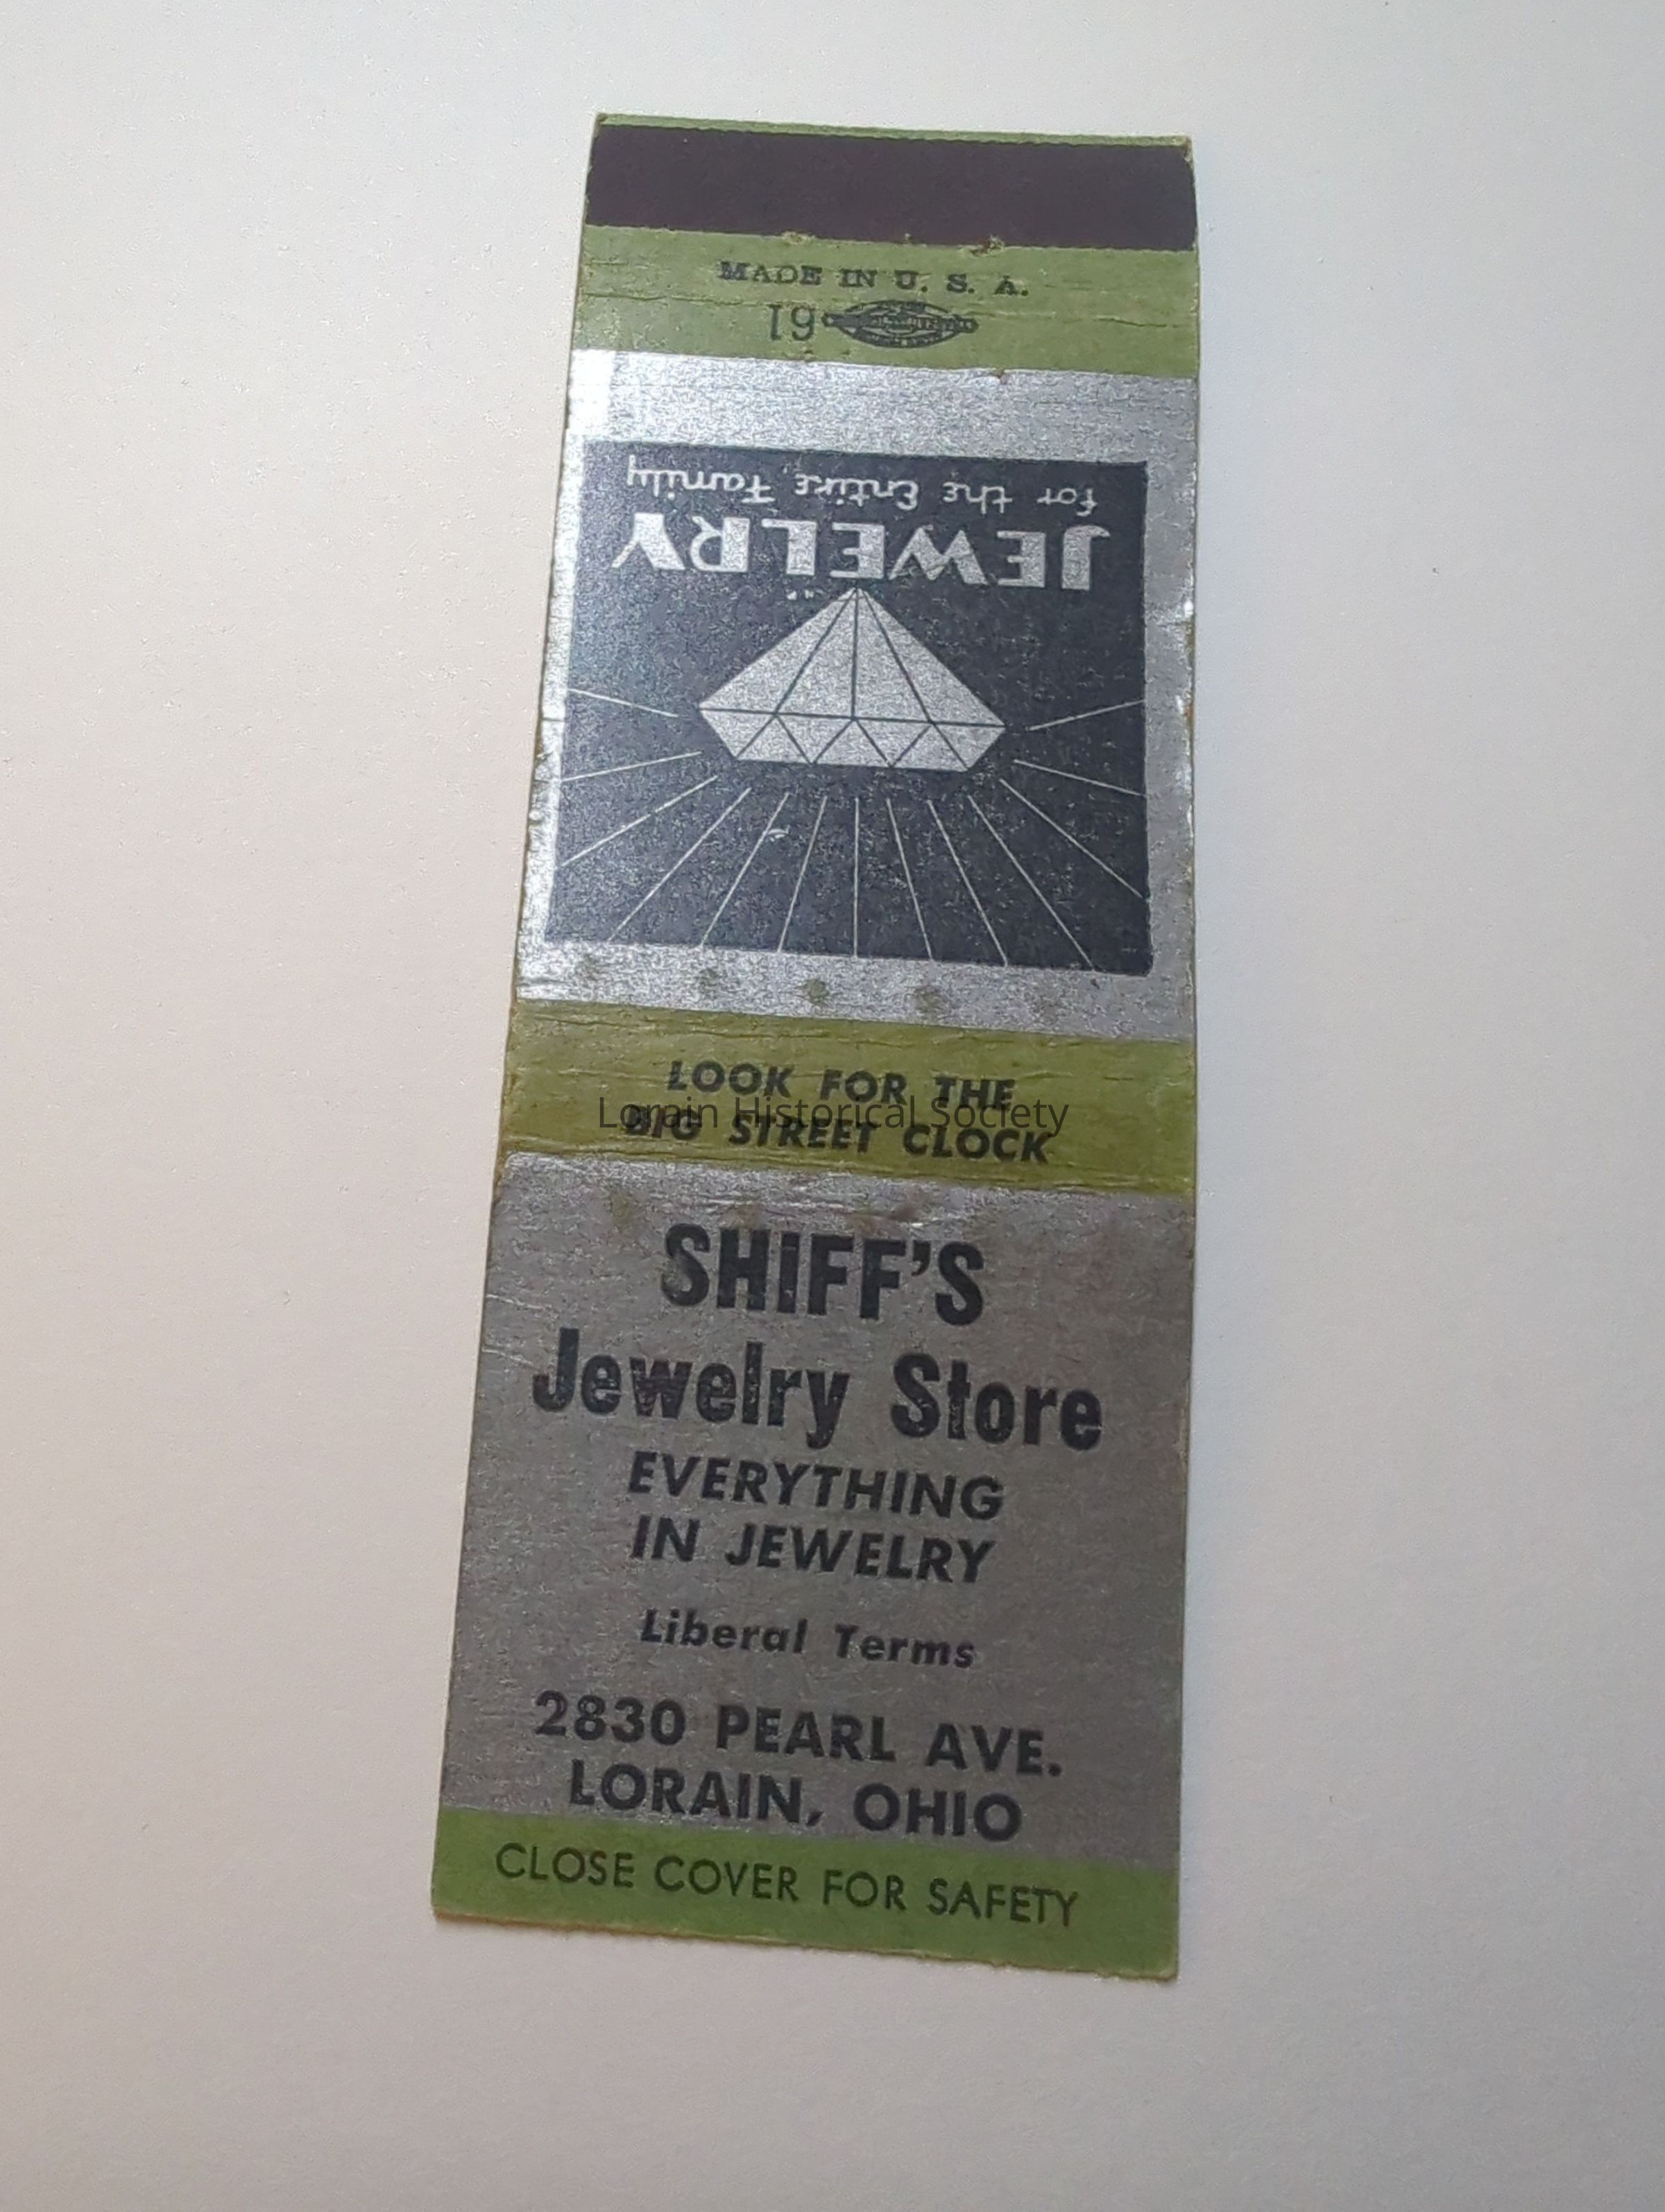 MADE IN U. S. A.
19
JEWELRY
for the Entire Family
LOOK FOR THE
BIG STREET CLOCK
Lorain Historical Society
SHIFF'S
Jewelry Store
EVERYTHING
IN JEWELRY
Liberal Terms
2830 PEARL AVE.
LORAIN, OHIO
CLOSE COVER FOR SAFETY